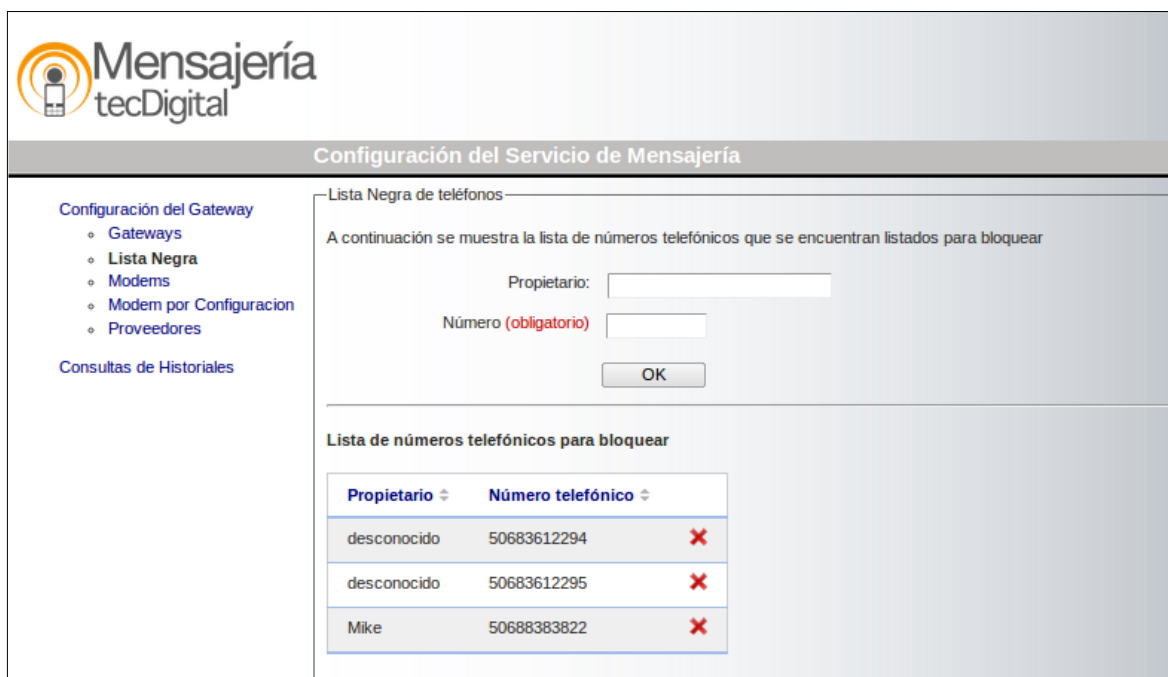 Mensajería
tecDigital
Configuración del Servicio de Mensajería
Configuración del Gateway
Gateways
Lista Negra
Modems
Modem por Configuracion
Proveedores
Consultas de Historiales
Lista Negra de teléfonos
A continuación se muestra la lista de números telefónicos que se encuentran listados para bloquear
Propietario:
Número (obligatorio)
OK
Lista de números telefónicos para bloquear
Propietario Número telefónico
desconocido 50683612294
desconocido 50683612295
Mike 50688383822